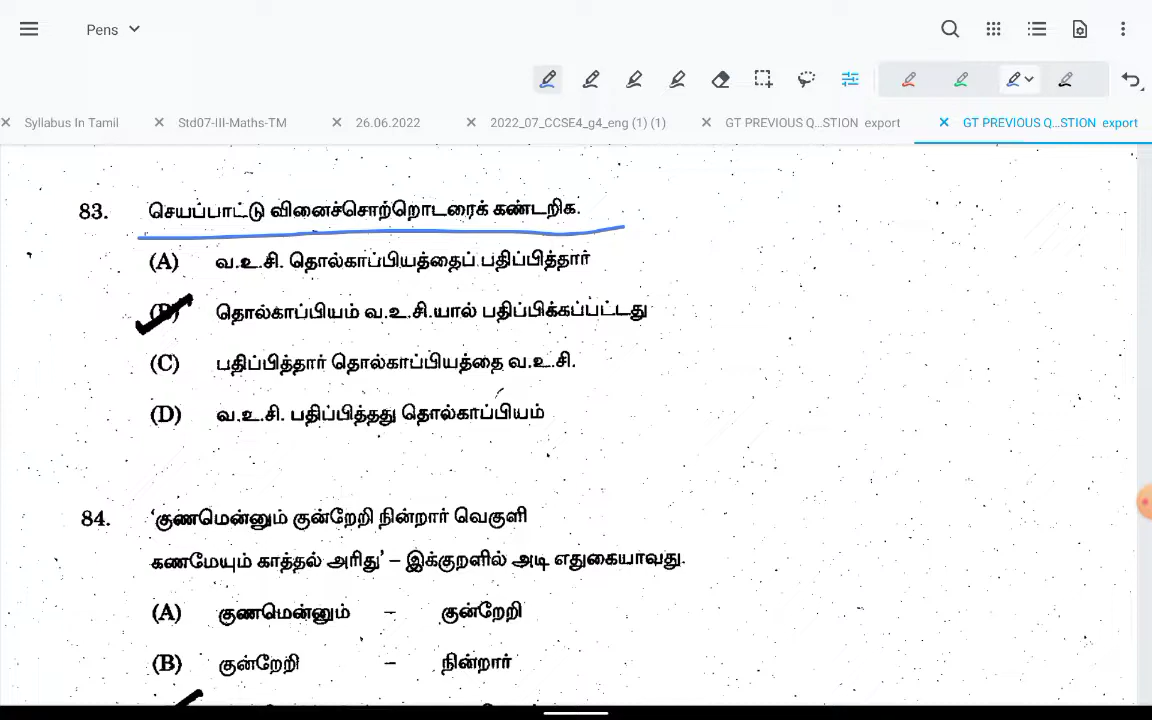 Pens
Syllabus In Tamil
Std07-III-Maths-TM
26.06.2022
2022_07_CCSE4_g4_eng (1) (1)
GT PREVIOUS Q...STION export
GT PREVIOUS Q...STION export
83. செயப்பாட்டு வினைச்சொற்றொடரைக் கண்டறிக.
(A) வ.உ.சி. தொல்காப்பியத்தைப் பதிப்பித்தார்
(B) தொல்காப்பியம் வ.உ.சி.யால் பதிப்பிக்கப்பட்டது
(C) பதிப்பித்தார் தொல்காப்பியத்தை வ.உ.சி.
(D) வ.உ.சி. பதிப்பித்தது தொல்காப்பியம்
84. 'குணமென்னும் குன்றேறி நின்றார் வெகுளி
கணமேயும் காத்தல் அரிது' – இக்குறளில் அடி எதுகையாவது.
(A) குணமென்னும் – குன்றேறி
(B) குன்றேறி – நின்றார்